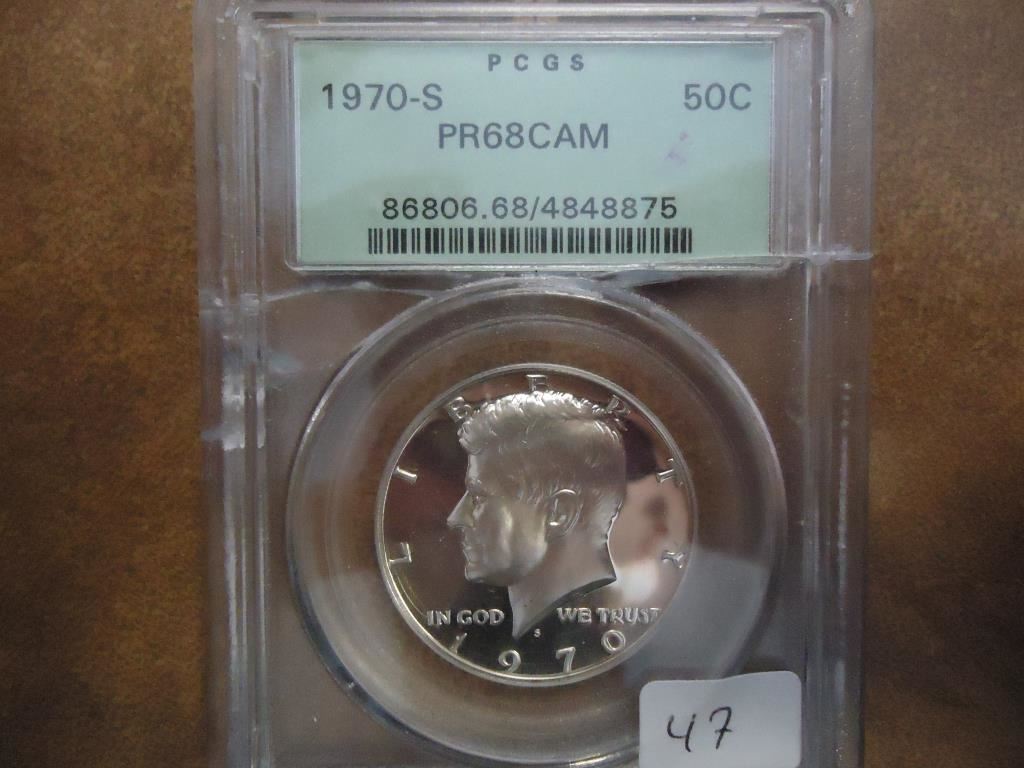 PCGS
1970-S 50C
PR68CAM
86806.68/4848875
LIBERTY
IN GOD WE TRUST
S
1970
47